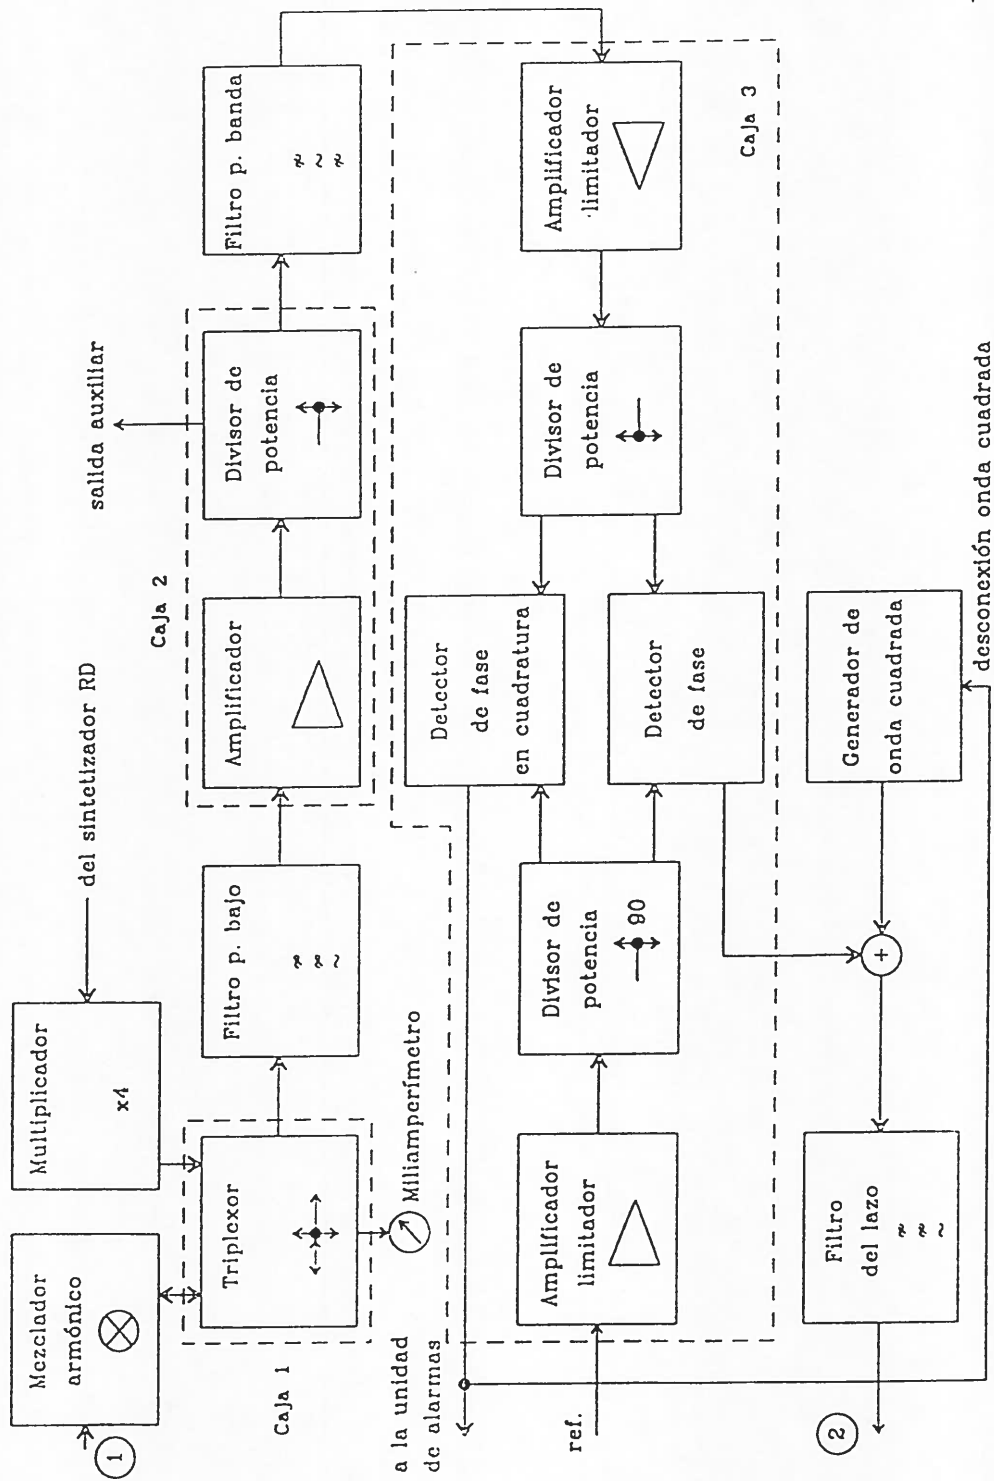 1
Mezclador
armónico
Multiplicador
x4
del sintetizador RD
salida auxiliar
Caja 1
Triplexor
Miliamperímetro
Filtro p. bajo
Caja 2
Amplificador
Divisor de
potencia
Filtro p. banda
a la unidad
de alarmas
Detector
de fase
en cuadratura
ref.
Amplificador
limitador
Divisor de
potencia
90
Detector
de fase
Divisor de
potencia
Amplificador
limitador
Caja 3
2
Filtro
del lazo
+
Generador de
onda cuadrada
desconexión onda cuadrada